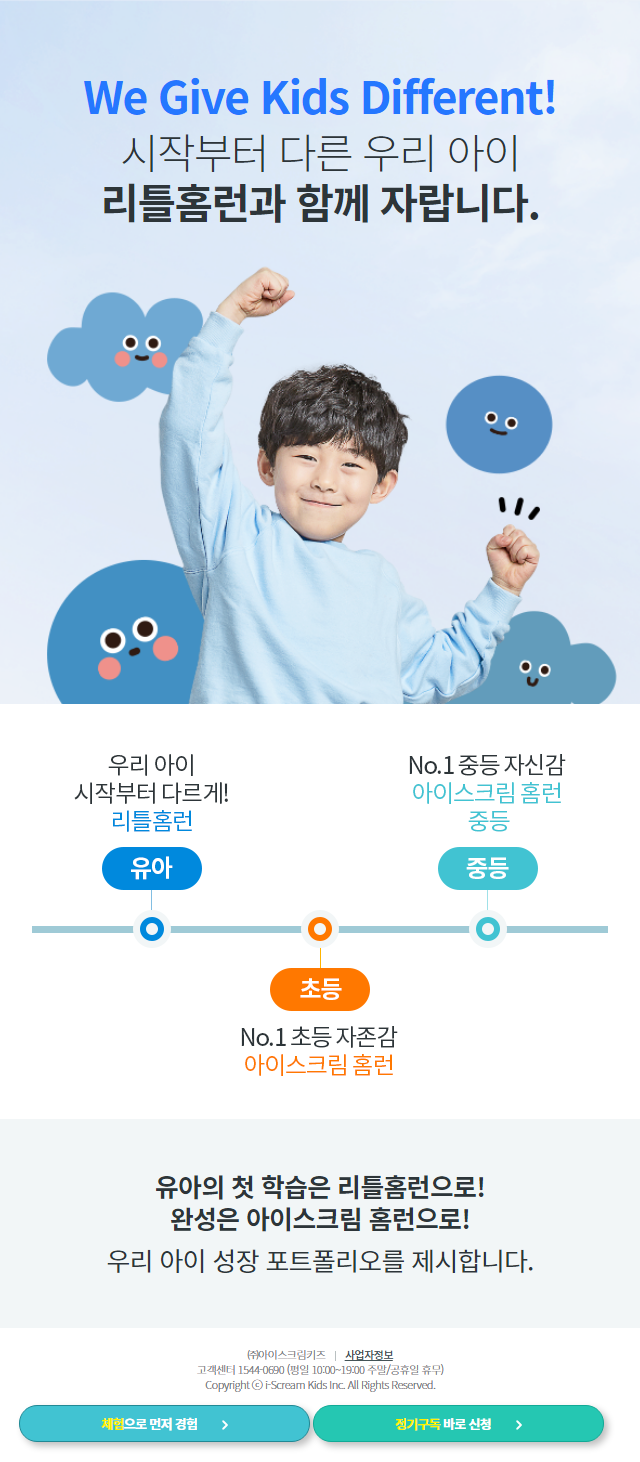 We Give Kids Different!
시작부터 다른 우리 아이
리틀홈런과 함께 자랍니다.
우리 아이
시작부터 다르게!
리틀홈런
유아
No.1 중등 자신감
아이스크림 홈런
중등
중등
초등
No.1 초등 자존감
아이스크림 홈런
유아의 첫 학습은 리틀홈런으로!
완성은 아이스크림 홈런으로!
우리 아이 성장 포트폴리오를 제시합니다.
㈜아이스크림키즈 | 사업자정보
고객센터 1544-0690 (평일 10:00~19:00 주말/공휴일 휴무)
Copyright ⓒ i-Scream Kids Inc. All Rights Reserved.
체험으로 먼저 경험 >
정기구독 바로 신청 >